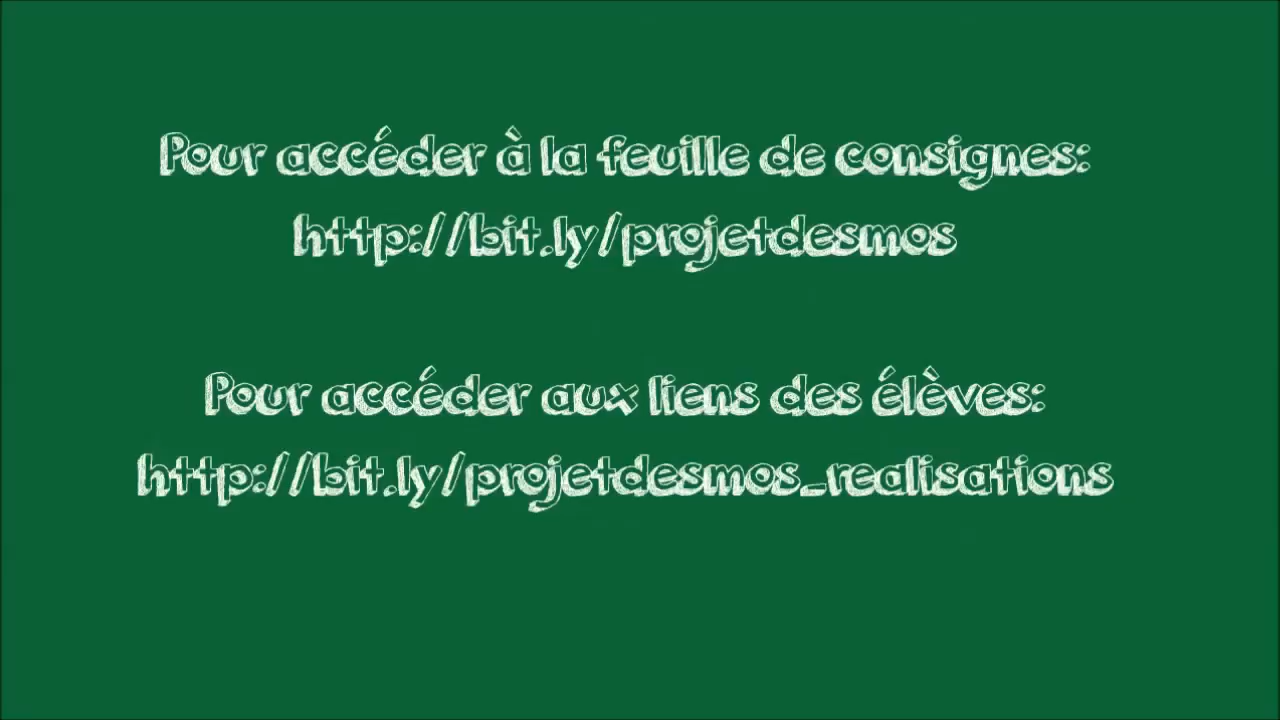 Pour accéder à la feuille de consignes:
http://bit.ly/projetdesmos
Pour accéder aux liens des élèves:
http://bit.ly/projetdesmos_realisations